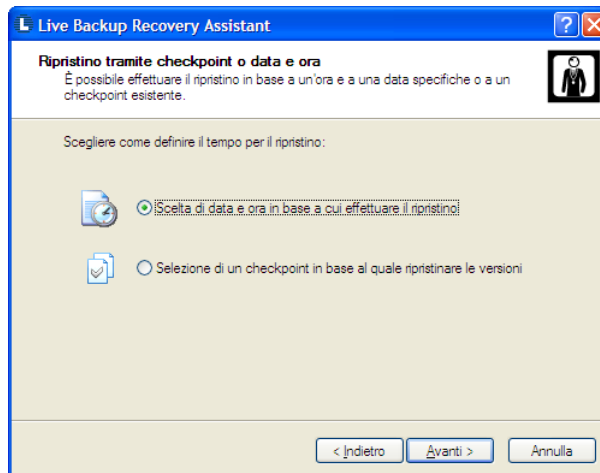 Live Backup Recovery Assistant
Ripristino tramite checkpoint o data e ora
È possibile effettuare il ripristino in base a un'ora e a una data specifiche o a un
checkpoint esistente.
Scegliere come definire il tempo per il ripristino:
Scelta di data e ora in base a cui effettuare il ripristino
Selezione di un checkpoint in base al quale ripristinare le versioni
< Indietro
Avanti >
Annulla